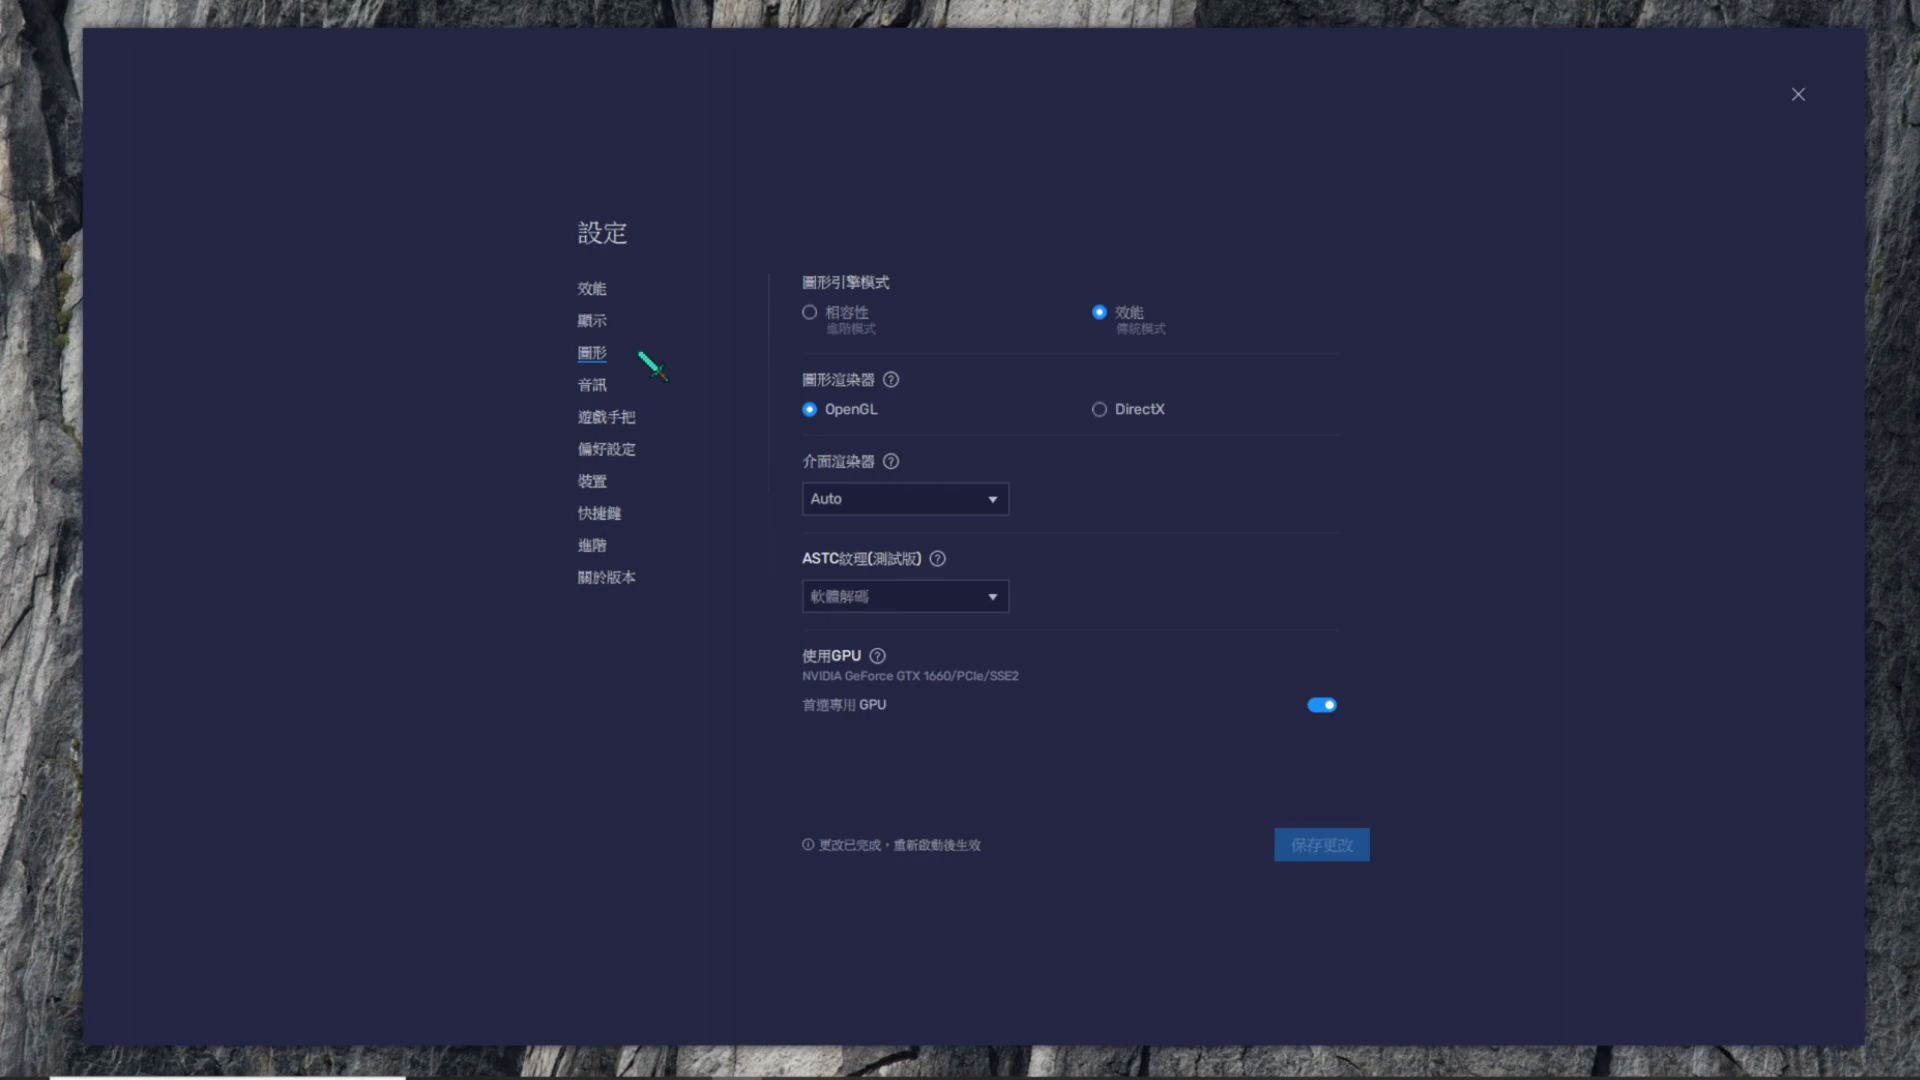 設定
效能
顯示
圖形
音訊
遊戲手把
偏好設定
裝置
快捷鍵
進階
關於版本
圖形引擎模式
相容性
進階模式
效能
傳統模式
圖形渲染器
OpenGL
DirectX
介面渲染器
Auto
ASTC紋理(測試版)
軟體解碼
使用GPU
NVIDIA GeForce GTX 1660/PCIe/SSE2
首選專用 GPU
更改已完成，重新啟動後生效
保存更改